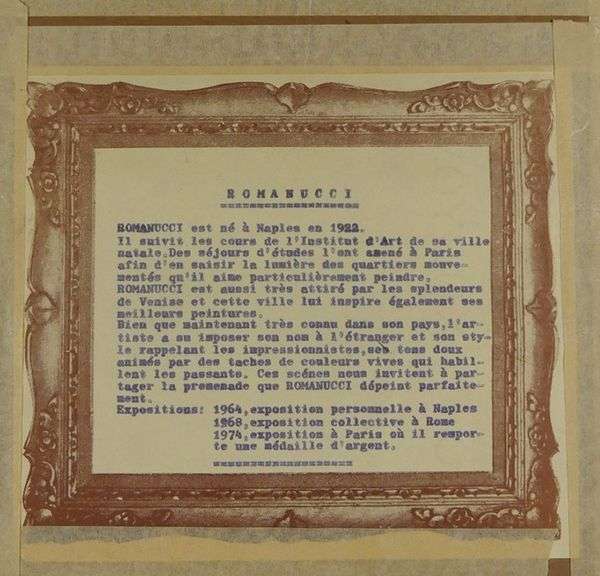 ROMANUCCI
ROMANUCCI est né à Naples en 1922.
Il suivit les cours de l'Institut d'Art de sa ville
natale.Des séjours d'études l'ont amené à Paris
afin d'en saisir la lumière des quartiers mouve-
mentés qu'il aime particulièrement peindre.
ROMANUCCI est aussi très attiré par les splendeurs
de Venise et cette ville lui inspire également ses
meilleurs peintures.
Bien que maintenant très connu dans son pays,l'ar-
tiste a su imposer son nom à l'étranger et son sty-
le rappelant les impressionnistes,ses tons doux
animés par des taches de couleurs vives qui habil-
lent les passants. Ces scénes nous invitent à par-
tager la promenade que ROMANUCCI dépeint parfaite-
ment.
Expositions: 1964,exposition personnelle à Naples
1968,exposition collective à Rome
1974,exposition à Paris où il rempor-
te une médaille d'argent.